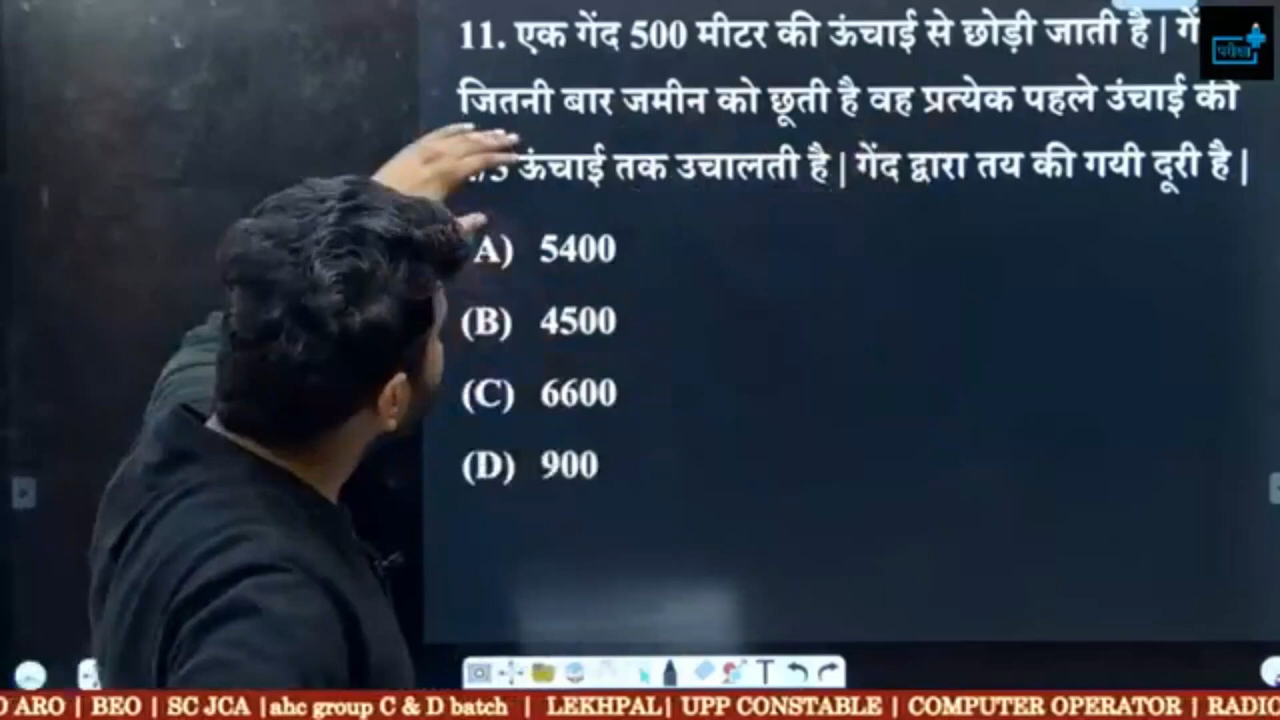 11. एक गेंद 500 मीटर की ऊंचाई से छोड़ी जाती है |
जितनी बार जमीन को छूती है वह प्रत्येक पहले उंचाई की
ऊंचाई तक उचालती है | गेंद द्वारा तय की गयी दूरी है |
A) 5400
(B) 4500
(C) 6600
(D) 900
परीक्षा
ARO | BEO | SC JCA |ahc group C & D batch | LEKHPAL| UPP CONSTABLE | COMPUTER OPERATOR | RADIO